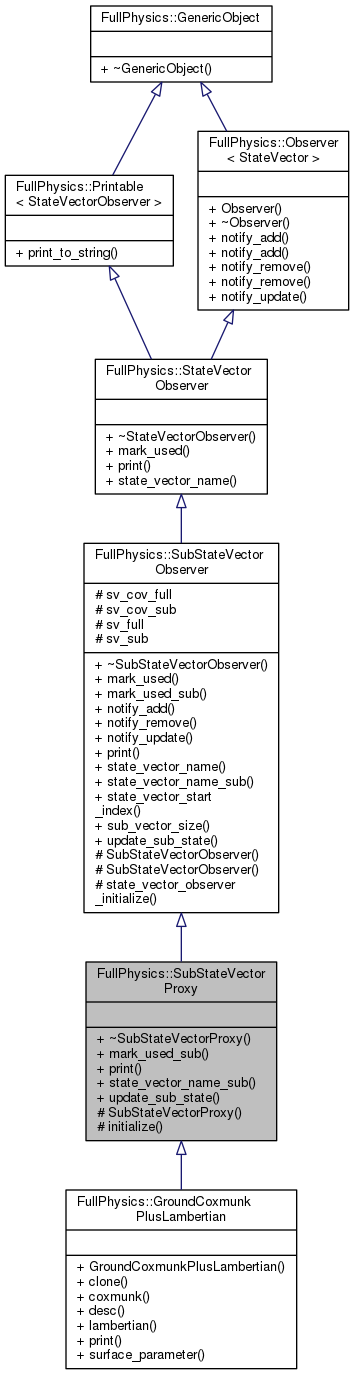 FullPhysics::GenericObject
+ ~GenericObject()
FullPhysics::Printable
< StateVectorObserver >
+ print_to_string()
FullPhysics::Observer
< StateVector >
+ Observer()
+ ~Observer()
+ notify_add()
+ notify_add()
+ notify_remove()
+ notify_remove()
+ notify_update()
FullPhysics::StateVector
Observer
+ ~StateVectorObserver()
+ mark_used()
+ print()
+ state_vector_name()
FullPhysics::SubStateVector
Observer
# sv_cov_full
# sv_cov_sub
# sv_full
# sv_sub
+ ~SubStateVectorObserver()
+ mark_used()
+ mark_used_sub()
+ notify_add()
+ notify_remove()
+ notify_update()
+ print()
+ state_vector_name()
+ state_vector_name_sub()
+ state_vector_start
_index()
+ sub_vector_size()
+ update_sub_state()
# SubStateVectorObserver()
# SubStateVectorObserver()
# state_vector_observer
_initialize()
FullPhysics::SubStateVector
Proxy
+ ~SubStateVectorProxy()
+ mark_used_sub()
+ print()
+ state_vector_name_sub()
+ update_sub_state()
# SubStateVectorProxy()
# initialize()
FullPhysics::GroundCoxmunk
PlusLambertian
+ GroundCoxmunkPlusLambertian()
+ clone()
+ coxmunk()
+ desc()
+ lambertian()
+ print()
+ surface_parameter()